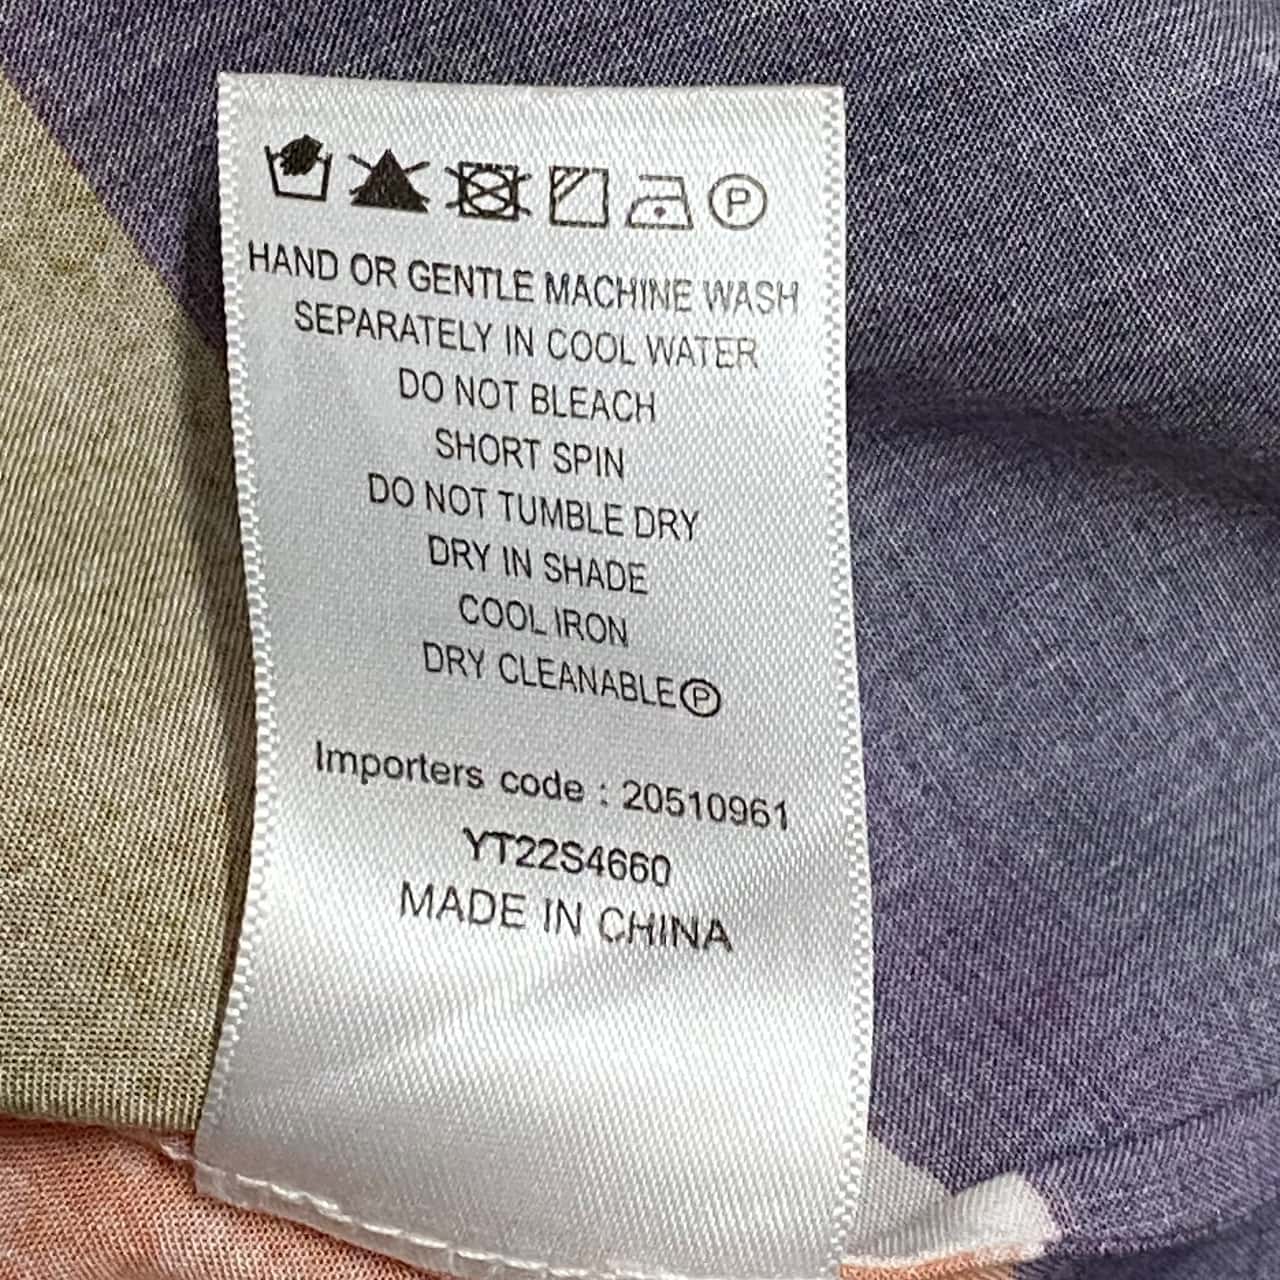 P
HAND OR GENTLE MACHINE WASH
SEPARATELY IN COOL WATER
DO NOT BLEACH
SHORT SPIN
DO NOT TUMBLE DRY
DRY IN SHADE
COOL IRON
DRY CLEANABLE Ⓟ
Importers code : 20510961
YT22S4660
MADE IN CHINA